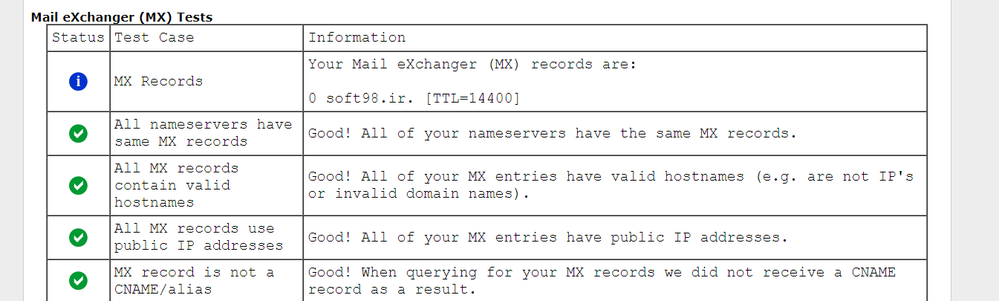 Mail eXchanger (MX) Tests
Status Test Case Information
MX Records
Your Mail eXchanger (MX) records are:
0 soft98.ir. [TTL=14400]
All nameservers have
same MX records
Good! All of your nameservers have the same MX records.
All MX records
contain valid
hostnames
Good! All of your MX entries have valid hostnames (e.g. are not IP's
or invalid domain names).
All MX records use
public IP addresses
Good! All of your MX entries have public IP addresses.
MX record is not a
CNAME/alias
Good! When querying for your MX records we did not receive a CNAME
record as a result.